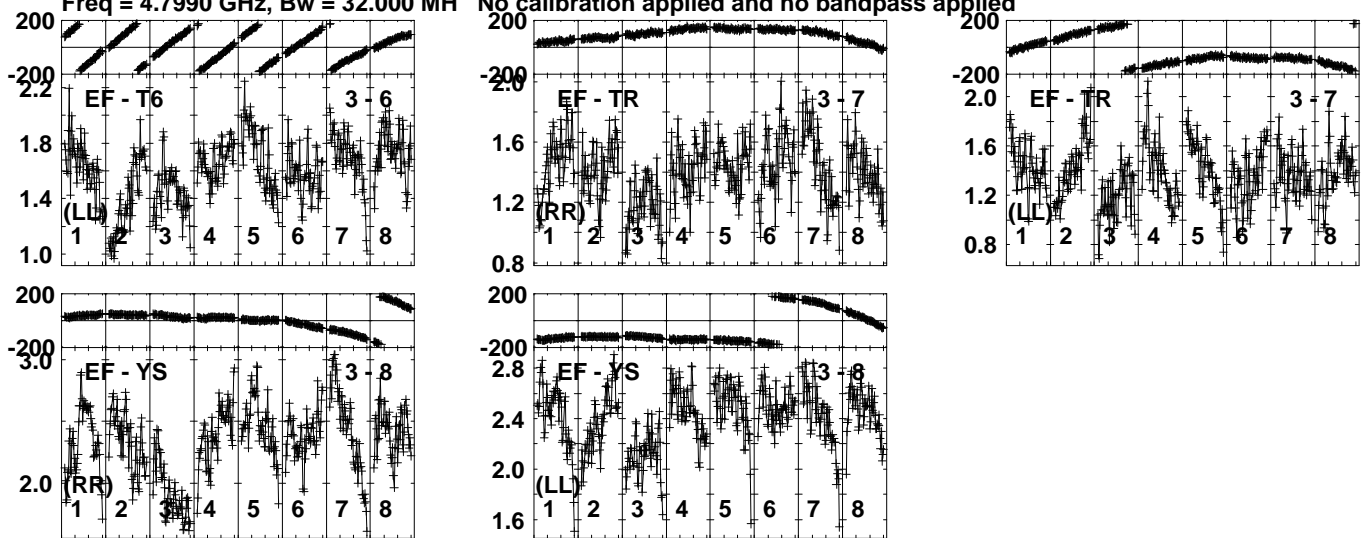 Freq = 4.7990 GHz, Bw = 32.000 MH No calibration applied and no bandpass applied
200
-200
2.2
1.8
1.4
1.0
EF - T6
3 - 6
(LL)
1 2 3 4 5 6 7 8
200
-200
2.0
1.6
1.2
0.8
EF - TR
3 - 7
(RR)
1 2 3 4 5 6 7 8
200
-200
2.0
1.6
1.2
0.8
EF - TR
3 - 7
(LL)
1 2 3 4 5 6 7 8
200
-200
3.0
2.0
EF - YS
3 - 8
(RR)
1 2 3 4 5 6 7 8
200
-200
2.8
2.4
2.0
1.6
EF - YS
3 - 8
(LL)
1 2 3 4 5 6 7 8